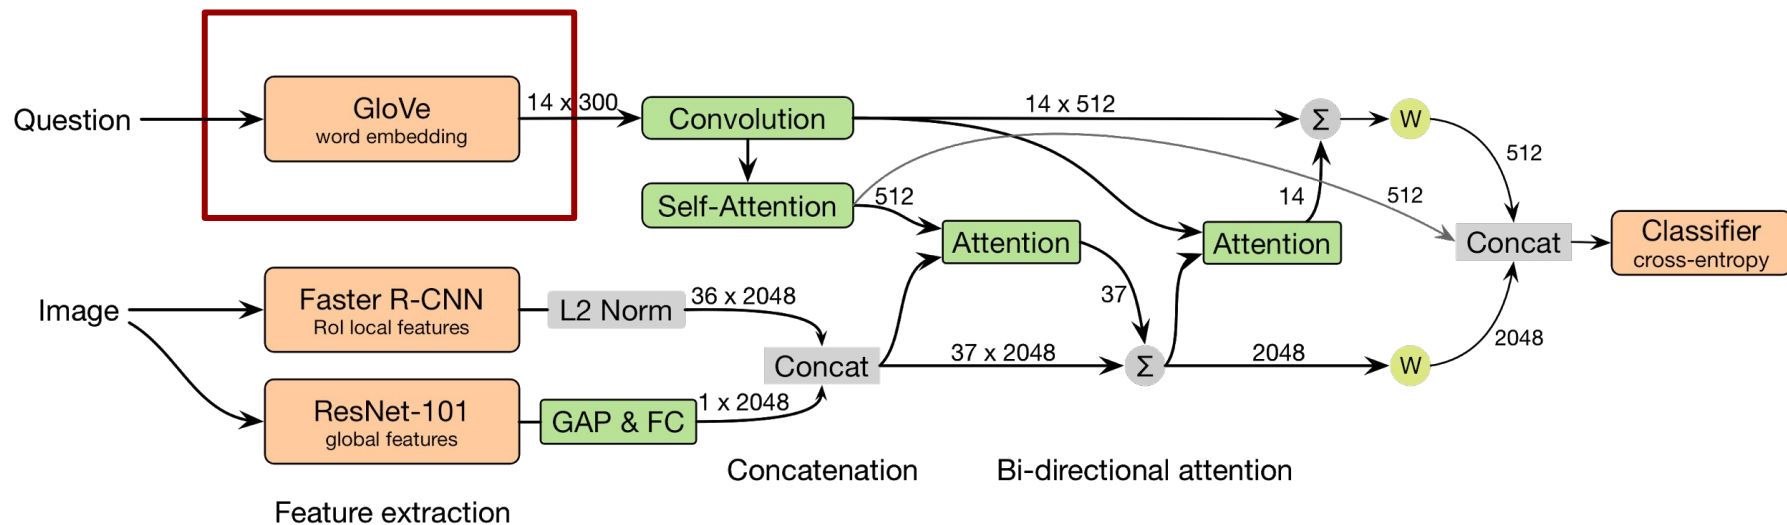 Question
GloVe
word embedding
14 x 300
Convolution
14 x 512
Σ
W
512
Self-Attention
512
14
512
Attention
Attention
Concat
Classifier
cross-entropy
Image
Faster R-CNN
RoI local features
L2 Norm
36 x 2048
37
Concat
37 x 2048
Σ
2048
W
2048
ResNet-101
global features
GAP & FC
1 x 2048
Concatenation
Bi-directional attention
Feature extraction